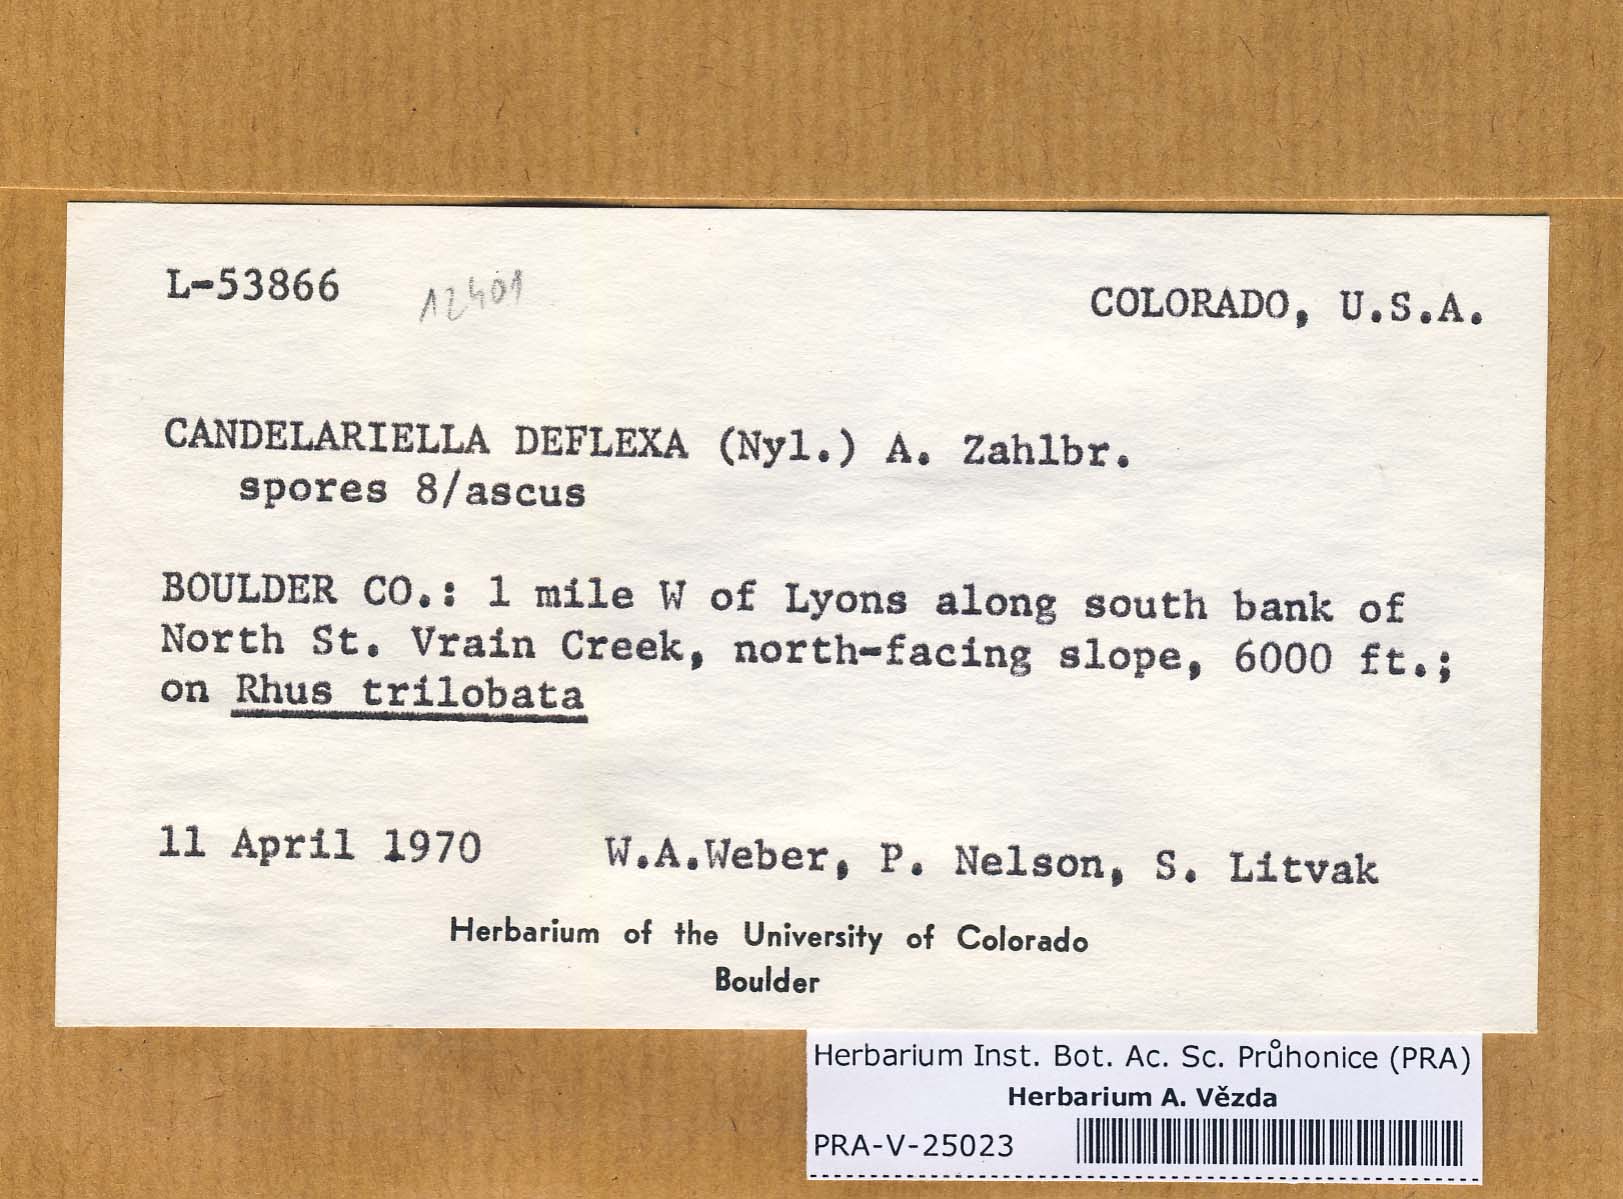 L-53866 12401 COLORADO, U.S.A.
CANDELARIELLA DEFLEXA (Nyl.) A. Zahlbr.
spores 8/ascus
BOULDER CO.: 1 mile W of Lyons along south bank of
North St. Vrain Creek, north-facing slope, 6000 ft.;
on Rhus trilobata
11 April 1970 W.A.Weber, P. Nelson, S. Litvak
Herbarium of the University of Colorado
Boulder
Herbarium Inst. Bot. Ac. Sc. Průhonice (PRA)
Herbarium A. Vězda
PRA-V-25023